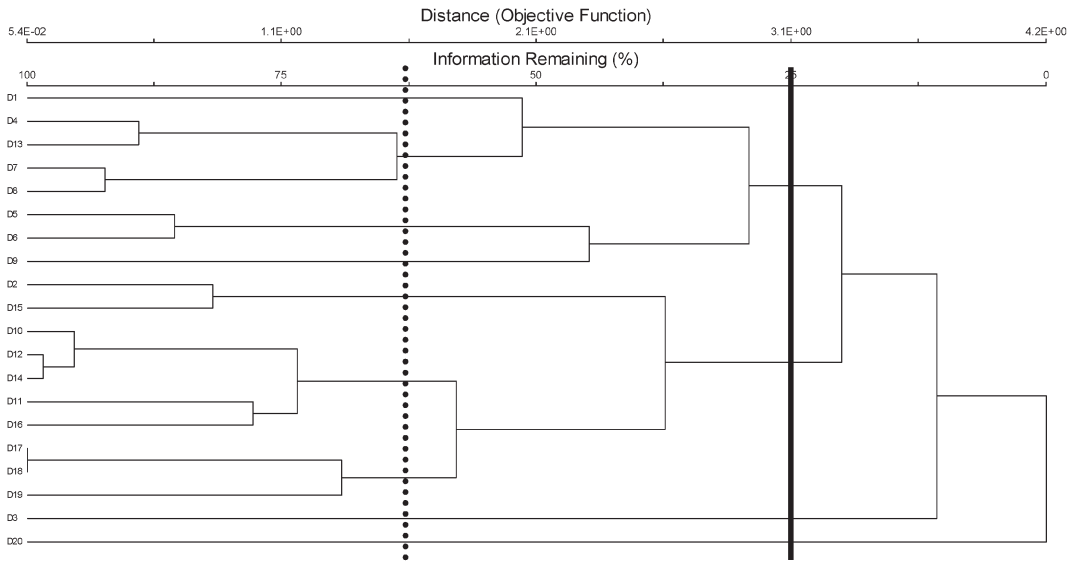 Distance (Objective Function)
5.4E-02 1.1E+00 2.1E+00 3.1E+00 4.2E+00
Information Remaining (%)
100 75 50 25 0
D1
D4
D13
D7
D8
D5
D6
D9
D2
D15
D10
D12
D14
D11
D16
D17
D18
D19
D3
D20